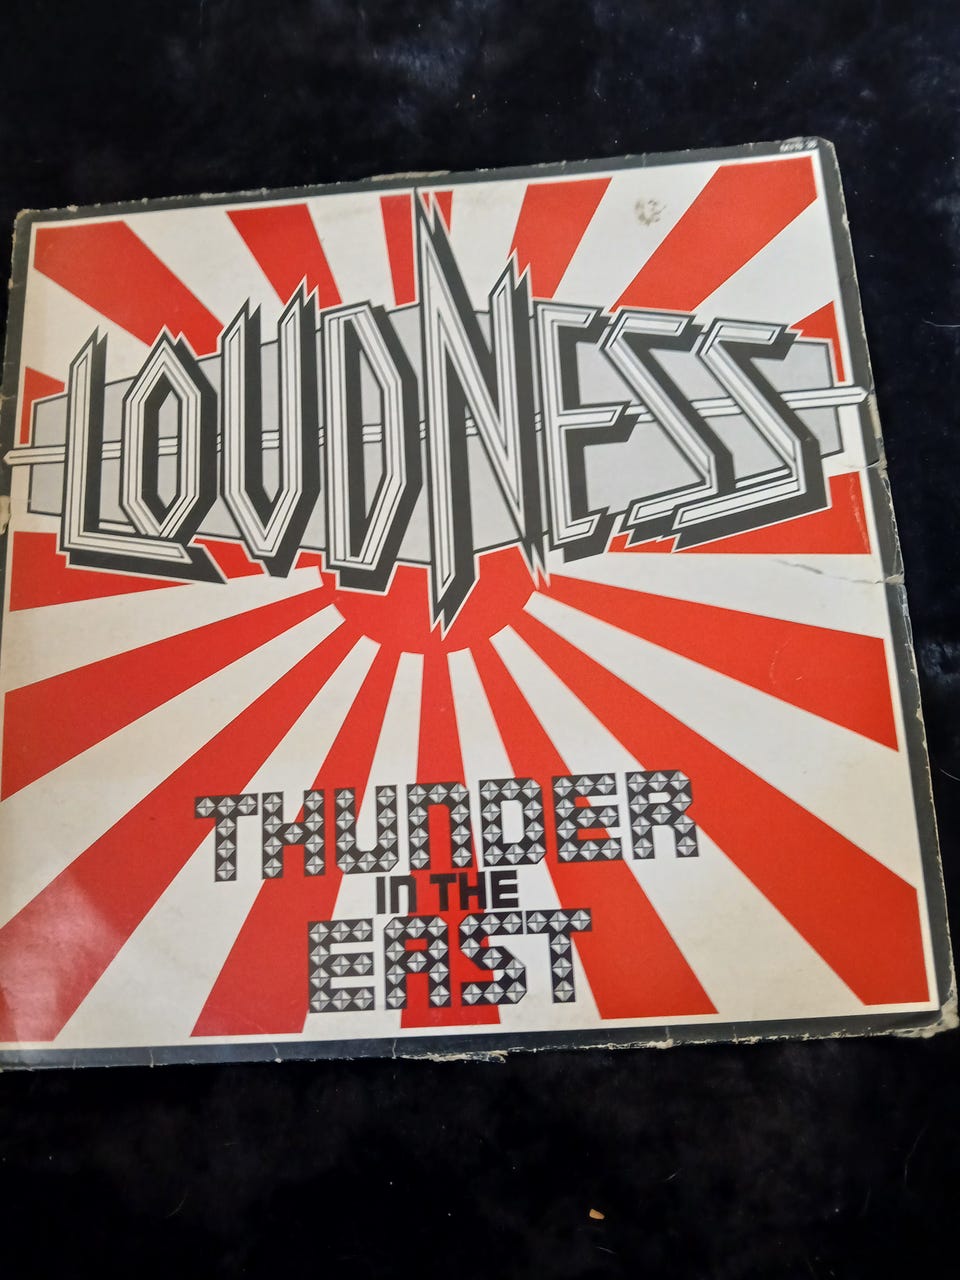 LOUDNESS
THUNDER
IN THE
EAST